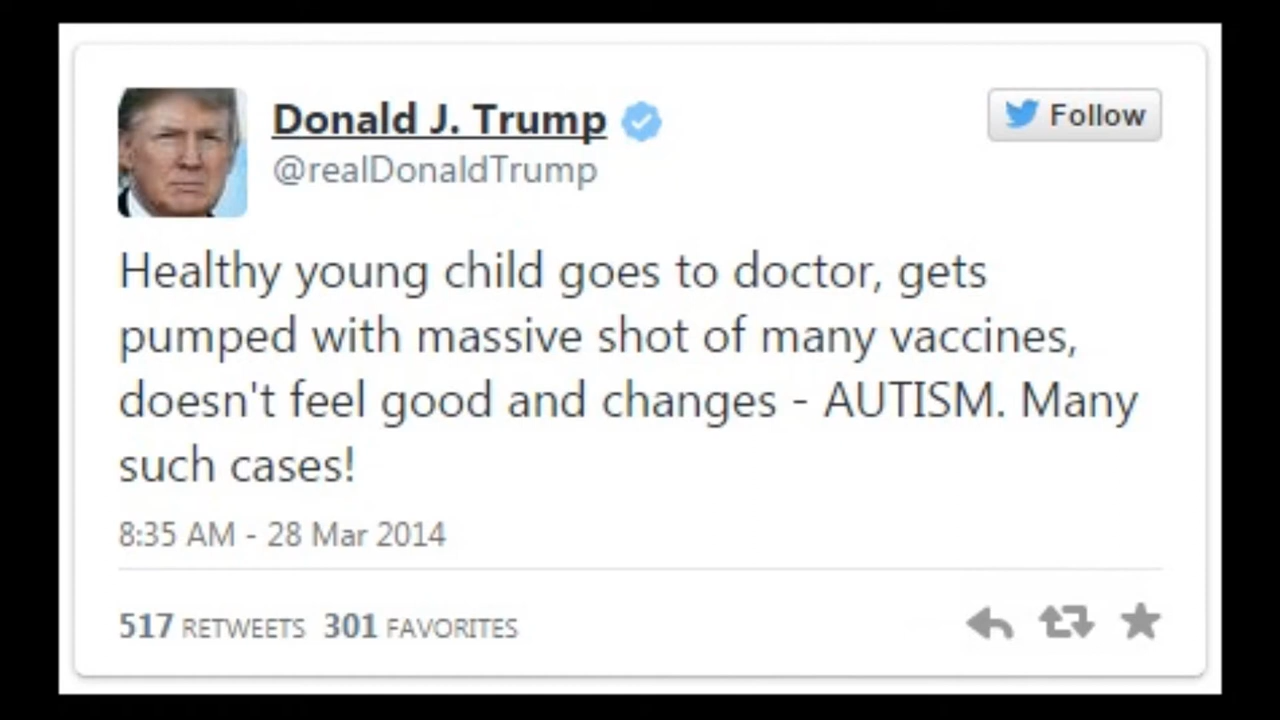 Donald J. Trump
Follow
@realDonaldTrump
Healthy young child goes to doctor, gets
pumped with massive shot of many vaccines,
doesn't feel good and changes - AUTISM. Many
such cases!
8:35 AM - 28 Mar 2014
517 RETWEETS 301 FAVORITES